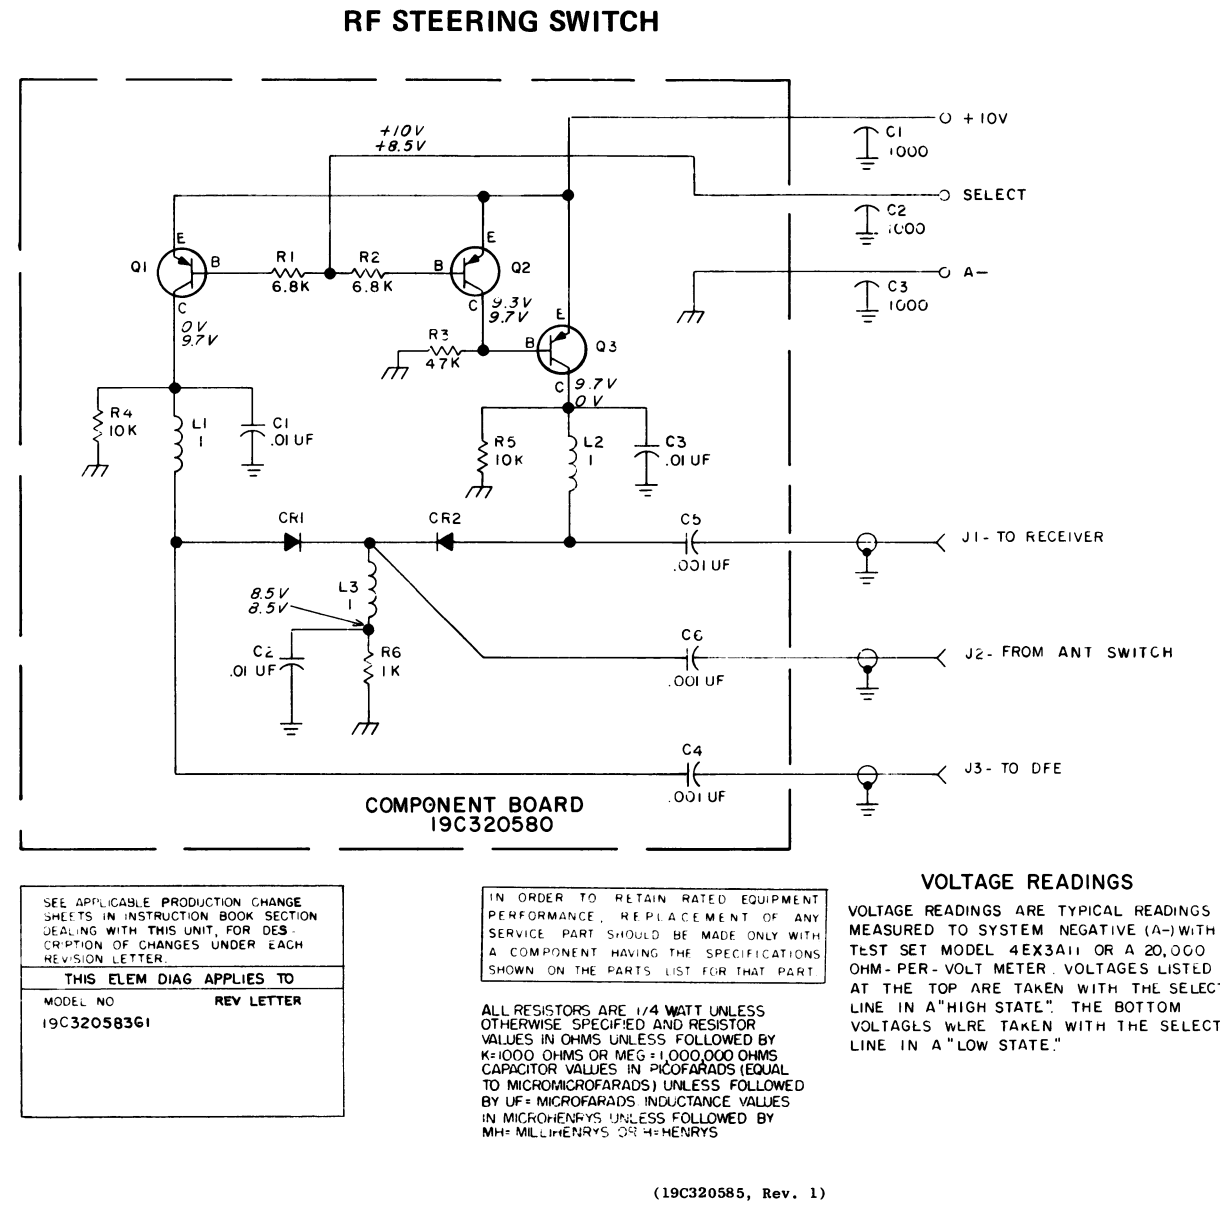 RF STEERING SWITCH
+10V
+8.5V
+10V
C1
1000
SELECT
C2
1000
A-
C3
1000
E
Q1
B
C
0V
9.7V
R1
6.8K
R2
6.8K
E
B
Q2
C
9.3V
9.7V
R3
47K
E
B
Q3
C
9.7V
0V
R4
10K
L1
1
C1
.01UF
R5
10K
L2
1
C3
.01UF
CR1
CR2
C5
.001UF
J1-TO RECEIVER
8.5V
8.5V
L3
1
C2
.01UF
R6
1K
C6
.001UF
J2- FROM ANT SWITCH
C4
.001UF
J3- TO DFE
COMPONENT BOARD
19C320580
SEE APPLICABLE PRODUCTION CHANGE
SHEETS IN INSTRUCTION BOOK SECTION
DEALING WITH THIS UNIT, FOR DES-
CRIPTION OF CHANGES UNDER EACH
REVISION LETTER.
THIS ELEM DIAG APPLIES TO
MODEL NO REV LETTER
19C320583G1
IN ORDER TO RETAIN RATED EQUIPMENT
PERFORMANCE, REPLACEMENT OF ANY
SERVICE PART SHOULD BE MADE ONLY WITH
A COMPONENT HAVING THE SPECIFICATIONS
SHOWN ON THE PARTS LIST FOR THAT PART.
ALL RESISTORS ARE 1/4 WATT UNLESS
OTHERWISE SPECIFIED AND RESISTOR
VALUES IN OHMS UNLESS FOLLOWED BY
K=1000 OHMS OR MEG = 1,000,000 OHMS
CAPACITOR VALUES IN PICOFARADS (EQUAL
TO MICROMICROFARADS) UNLESS FOLLOWED
BY UF= MICROFARADS. INDUCTANCE VALUES
IN MICROHENRYS UNLESS FOLLOWED BY
MH= MILLIHENRYS OR H=HENRYS
VOLTAGE READINGS
VOLTAGE READINGS ARE TYPICAL READINGS
MEASURED TO SYSTEM NEGATIVE (A-) WITH
TEST SET MODEL 4EX3A11 OR A 20,000
OHM-PER-VOLT METER. VOLTAGES LISTED
AT THE TOP ARE TAKEN WITH THE SELECT
LINE IN A "HIGH STATE". THE BOTTOM
VOLTAGES WERE TAKEN WITH THE SELECT
LINE IN A "LOW STATE."
(19C320585, Rev. 1)